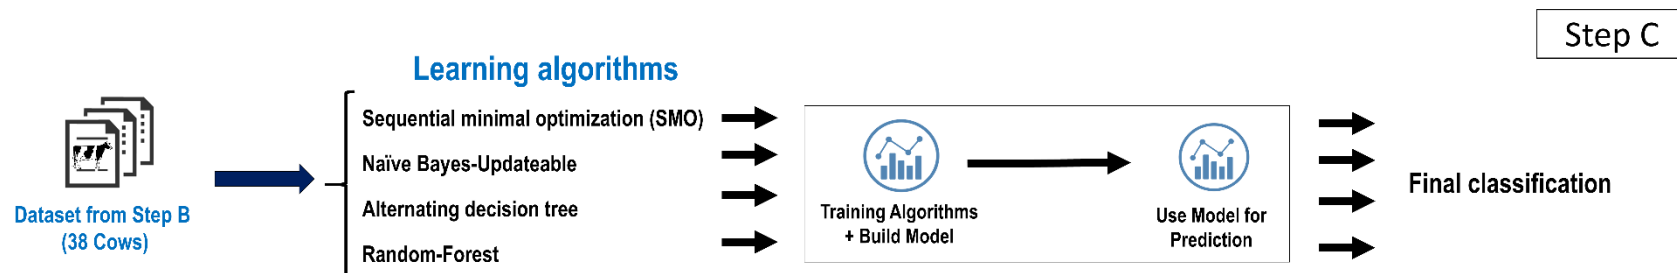 Step C
Learning algorithms
Sequential minimal optimization (SMO)
Naïve Bayes-Updateable
Alternating decision tree
Random-Forest
Dataset from Step B
(38 Cows)
Training Algorithms
+ Build Model
Use Model for
Prediction
Final classification